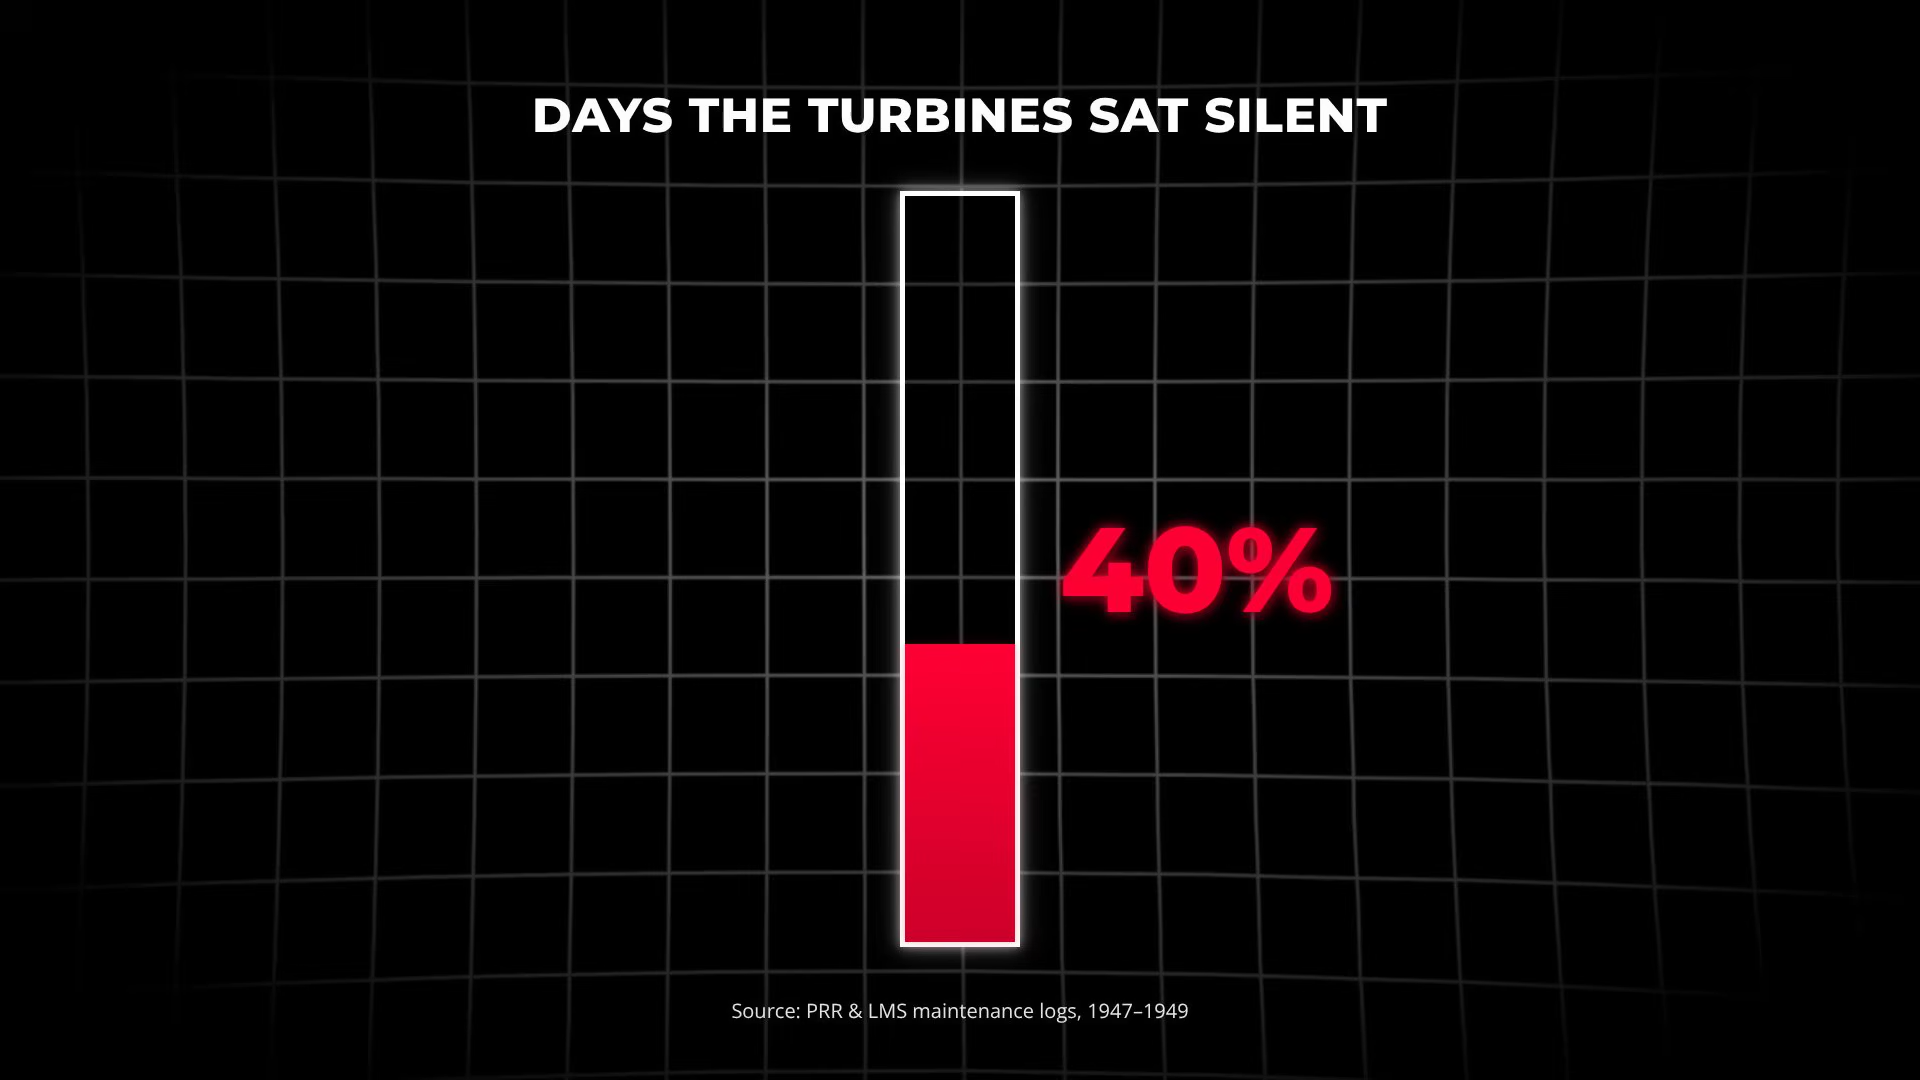 DAYS THE TURBINES SAT SILENT
40%
Source: PRR & LMS maintenance logs, 1947–1949